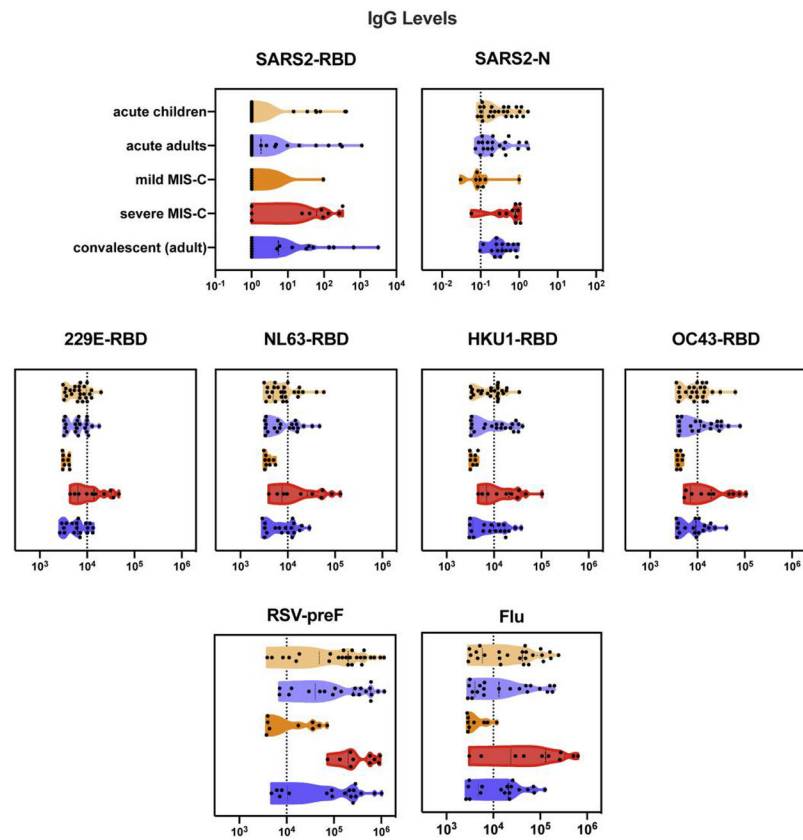 IgG Levels
SARS2-RBD SARS2-N
acute children
acute adults
mild MIS-C
severe MIS-C
convalescent (adult)
10-1 100 101 102 103 104 10-2 10-1 100 101 102
229E-RBD NL63-RBD HKU1-RBD OC43-RBD
103 104 105 106 103 104 105 106 103 104 105 106 103 104 105 106
RSV-preF Flu
103 104 105 106 103 104 105 106